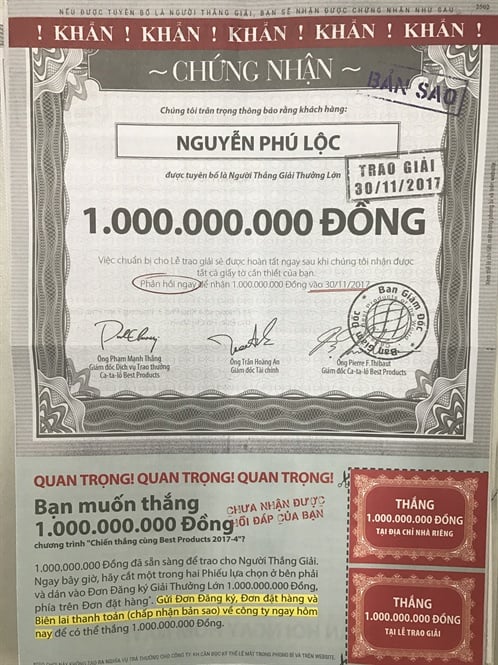 NẾU ĐƯỢC TUYÊN BỐ LÀ NGƯỜI THẮNG GIẢI, BẠN SẼ NHẬN ĐƯỢC CHỨNG NHẬN NHƯ SAU
2502
! KHẨN ! KHẨN ! KHẨN ! KHẨN ! KHẨN ! KHẨN !
~ CHỨNG NHẬN ~
BẢN SAO
Chúng tôi trân trọng thông báo rằng khách hàng:
NGUYỄN PHÚ LỘC
được tuyên bố là Người Thắng Giải Thưởng Lớn
TRAO GIẢI
30/11/2017
1.000.000.000 ĐỒNG
Việc chuẩn bị cho Lễ trao giải sẽ được hoàn tất ngay sau khi chúng tôi nhận được
tất cả giấy tờ cần thiết của bạn.
Phản hồi ngay để nhận 1.000.000.000 Đồng vào 30/11/2017
Ban Giám Đốc
Best Products
Ban Giám Đốc
Ông Phạm Mạnh Thắng
Giám đốc Dịch vụ Trao thưởng
Ca-ta-lô Best Products
Ông Trần Hoàng An
Giám đốc Tài chính
Ông Pierre F.Thibaut
Giám đốc Ca-ta-lô Best Products
QUAN TRỌNG! QUAN TRỌNG! QUAN TRỌNG!
Bạn muốn thắng
1.000.000.000 Đồng
chương trình "Chiến thắng cùng Best Products 2017-4"?
CHƯA NHẬN ĐƯỢC
HỒI ĐÁP CỦA BẠN
1.000.000.000 Đồng đã sẵn sàng để trao cho Người Thắng Giải.
Ngay bây giờ, hãy cắt một trong hai Phiếu lựa chọn ở bên phải
và dán vào Đơn Đăng ký Giải Thưởng Lớn 1.000.000.000 Đồng,
phía trên Đơn đặt hàng*. Gửi Đơn Đăng ký, Đơn đặt hàng và
Biên lai thanh toán (chấp nhận bản sao) về công ty ngay hôm
nay để có thể thắng 1.000.000.000 Đồng.
THẮNG
1.000.000.000 ĐỒNG
TẠI ĐỊA CHỈ NHÀ RIÊNG
THẮNG
1.000.000.000 ĐỒNG
TẠI LỄ TRAO GIẢI